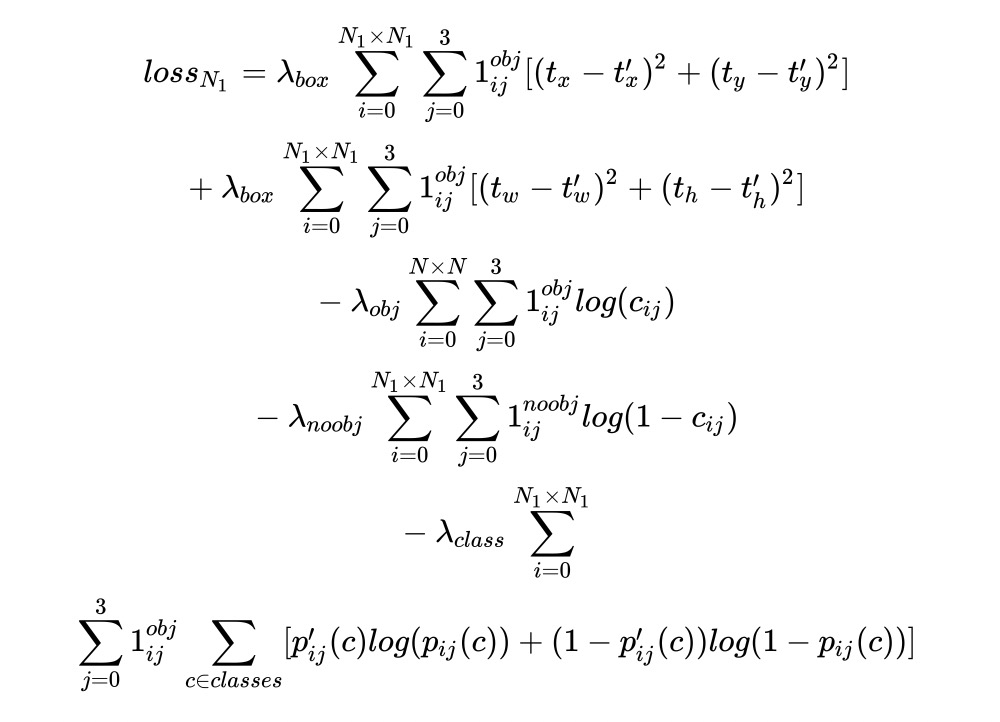 $loss_{N_1} = \lambda_{box} \sum_{i=0}^{N_1 \times N_1} \sum_{j=0}^{3} 1_{ij}^{obj} [(t_x - t'_x)^2 + (t_y - t'_y)^2]$
$+ \lambda_{box} \sum_{i=0}^{N_1 \times N_1} \sum_{j=0}^{3} 1_{ij}^{obj} [(t_w - t'_w)^2 + (t_h - t'_h)^2]$
$- \lambda_{obj} \sum_{i=0}^{N \times N} \sum_{j=0}^{3} 1_{ij}^{obj} log(c_{ij})$
$- \lambda_{noobj} \sum_{i=0}^{N_1 \times N_1} \sum_{j=0}^{3} 1_{ij}^{noobj} log(1 - c_{ij})$
$- \lambda_{class} \sum_{i=0}^{N_1 \times N_1}$
$\sum_{j=0}^{3} 1_{ij}^{obj} \sum_{c \in classes} [p'_{ij}(c) log(p_{ij}(c)) + (1 - p'_{ij}(c)) log(1 - p_{ij}(c))]$